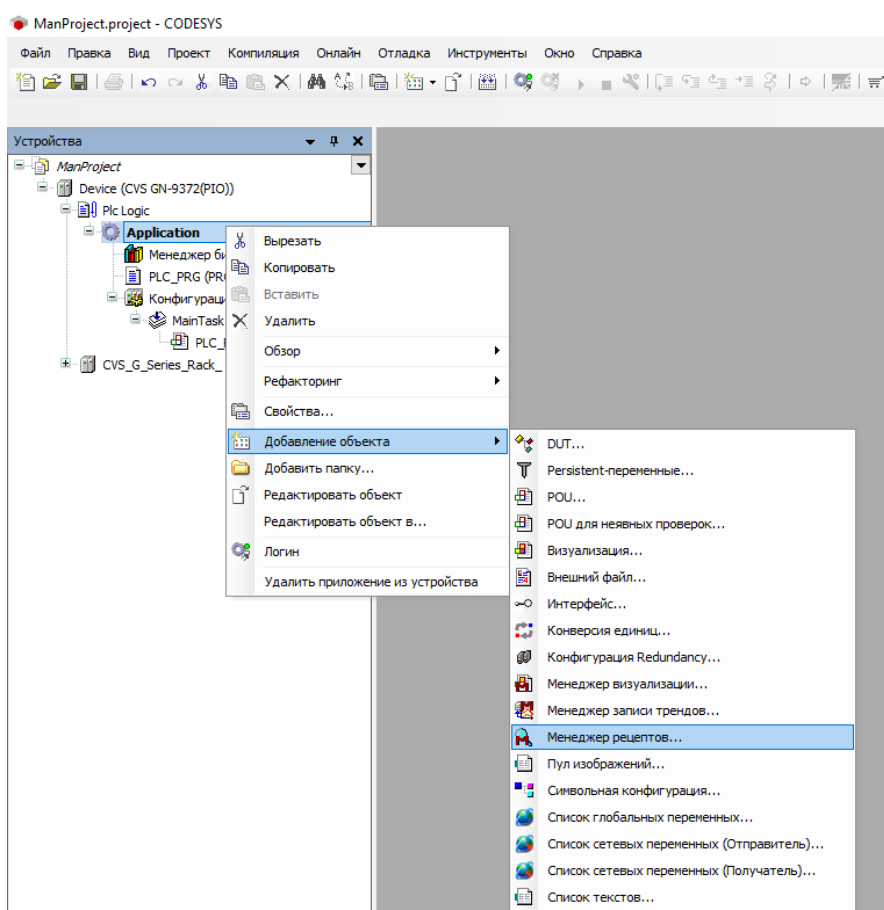 ManProject.project - CODESYS
Файл Правка Вид Проект Компиляция Онлайн Отладка Инструменты Окно Справка
Устройства
ManProject
Device (CVS GN-9372(PIO))
Plc Logic
Application
Менеджер би
PLC_PRG (PR
Конфигурац
MainTask
PLC_
CVS_G_Series_Rack_
Вырезать
Копировать
Вставить
Удалить
Обзор
Рефакторинг
Свойства...
Добавление объекта
Добавить папку...
Редактировать объект
Редактировать объект в...
Логин
Удалить приложение из устройства
DUT...
Persistent-переменные...
POU...
POU для неявных проверок...
Визуализация...
Внешний файл...
Интерфейс...
Конверсия единиц...
Конфигурация Redundancy...
Менеджер визуализации...
Менеджер записи трендов...
Менеджер рецептов...
Пул изображений...
Символьная конфигурация...
Список глобальных переменных...
Список сетевых переменных (Отправитель)...
Список сетевых переменных (Получатель)...
Список текстов...